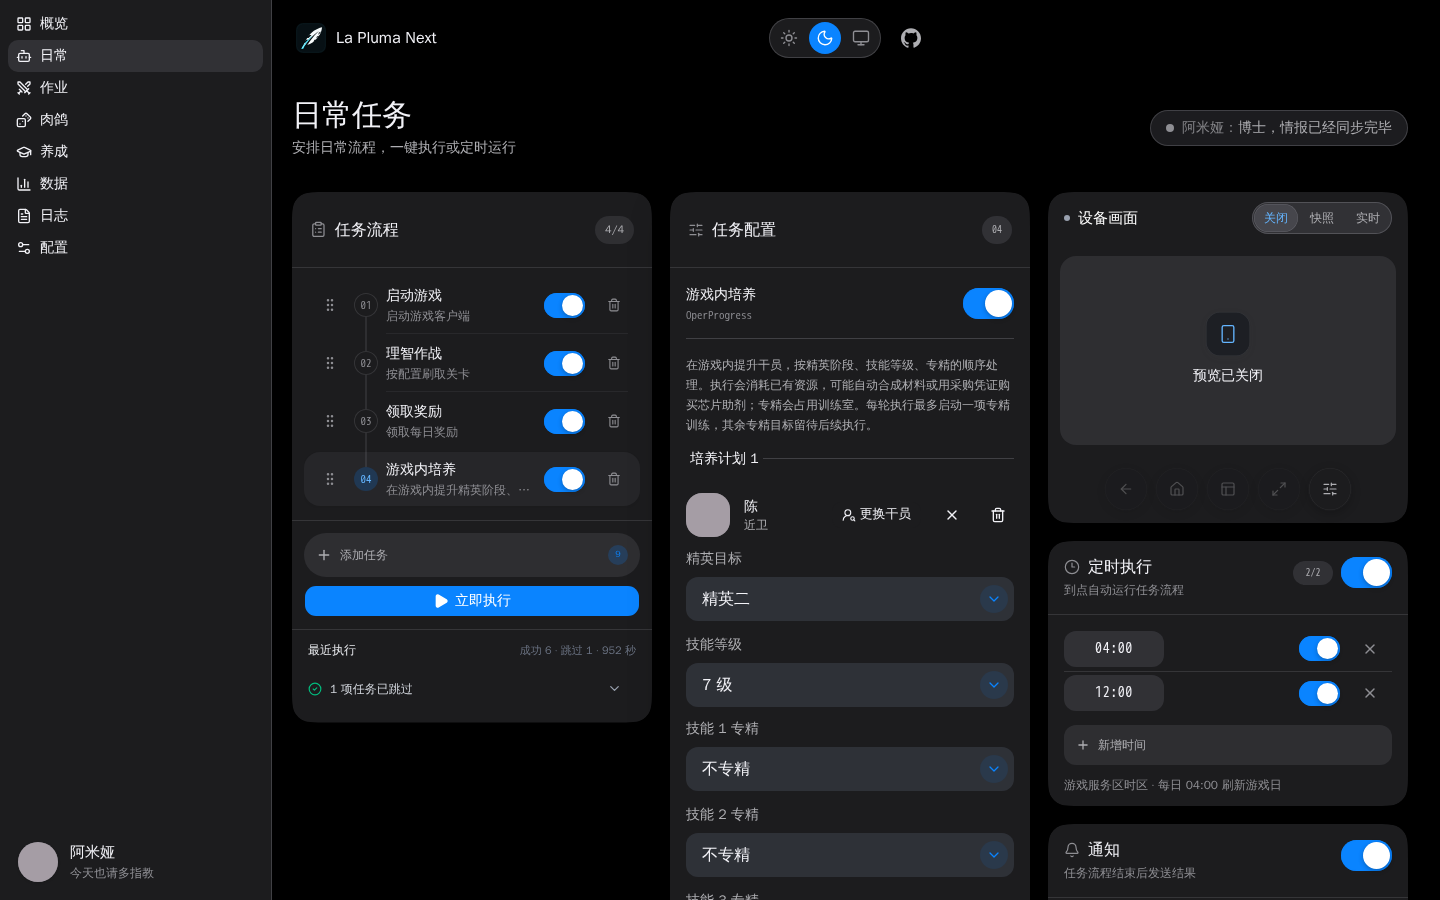 概览
日常
作业
肉鸽
养成
数据
日志
配置
阿米娅
今天也请多指教
La Pluma Next
日常任务
安排日常流程，一键执行或定时运行
阿米娅：博士，情报已经同步完毕
任务流程
4/4
01
启动游戏
启动游戏客户端
02
理智作战
按配置刷取关卡
03
领取奖励
领取每日奖励
04
游戏内培养
在游戏内提升精英阶段、…
添加任务
9
立即执行
最近执行
成功 6 · 跳过 1 · 952 秒
1 项任务已跳过
任务配置
04
游戏内培养
OperProgress
在游戏内提升干员，按精英阶段、技能等级、专精的顺序处
理。执行会消耗已有资源，可能自动合成材料或用采购凭证购
买芯片助剂；专精会占用训练室。每轮执行最多启动一项专精
训练，其余专精目标留待后续执行。
培养计划 1
陈
近卫
更换干员
精英目标
精英二
技能等级
7 级
技能 1 专精
不专精
技能 2 专精
不专精
技能 3 专精
设备画面
关闭
快照
实时
预览已关闭
定时执行
到点自动运行任务流程
2/2
04:00
12:00
新增时间
游戏服务区时区 · 每日 04:00 刷新游戏日
通知
任务流程结束后发送结果